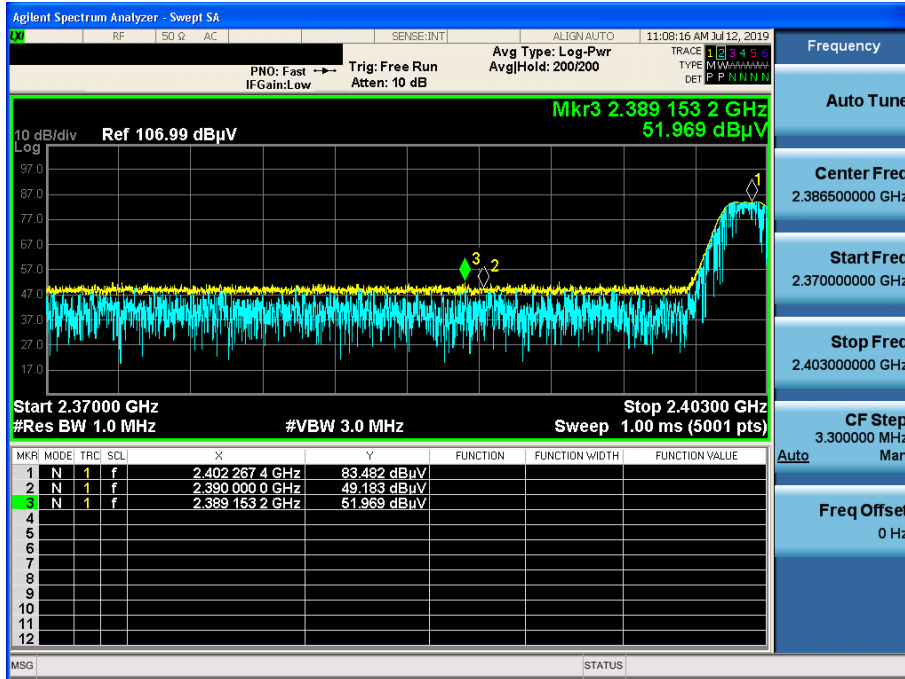 Agilent Spectrum Analyzer - Swept SA
LXI RF 50 Ω AC SENSE:INT ALIGNAUTO 11:08:16 AM Jul 12, 2019
PNO: Fast IFGain:Low Trig: Free Run Atten: 10 dB Avg Type: Log-Pwr Avg|Hold: 200/200
TRACE 1 2 3 4 5 6
TYPE M W
DET P P N N N N
Mkr3 2.389 153 2 GHz
51.969 dBµV
10 dB/div Ref 106.99 dBµV
Log
97.0
87.0
77.0
67.0
57.0
47.0
37.0
27.0
17.0
1
3
2
Start 2.37000 GHz Stop 2.40300 GHz
#Res BW 1.0 MHz #VBW 3.0 MHz Sweep 1.00 ms (5001 pts)
MKR MODE TRC SCL X Y FUNCTION FUNCTION WIDTH FUNCTION VALUE
1 N 1 f 2.402 267 4 GHz 83.482 dBµV
2 N 1 f 2.390 000 0 GHz 49.183 dBµV
3 N 1 f 2.389 153 2 GHz 51.969 dBµV
4
5
6
7
8
9
10
11
12
MSG STATUS
Frequency
Auto Tune
Center Freq
2.386500000 GHz
Start Freq
2.370000000 GHz
Stop Freq
2.403000000 GHz
CF Step
3.300000 MHz
Auto Man
Freq Offset
0 Hz